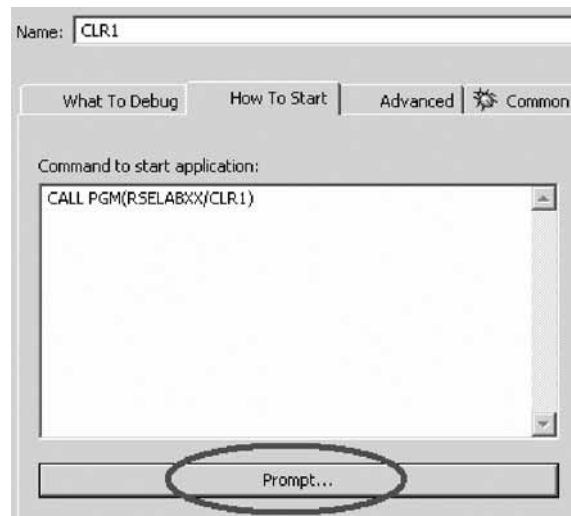 Name: CLR1
What To Debug How To Start Advanced Common
Command to start application:
CALL PGM(RSELABXX/CLR1)
Prompt...